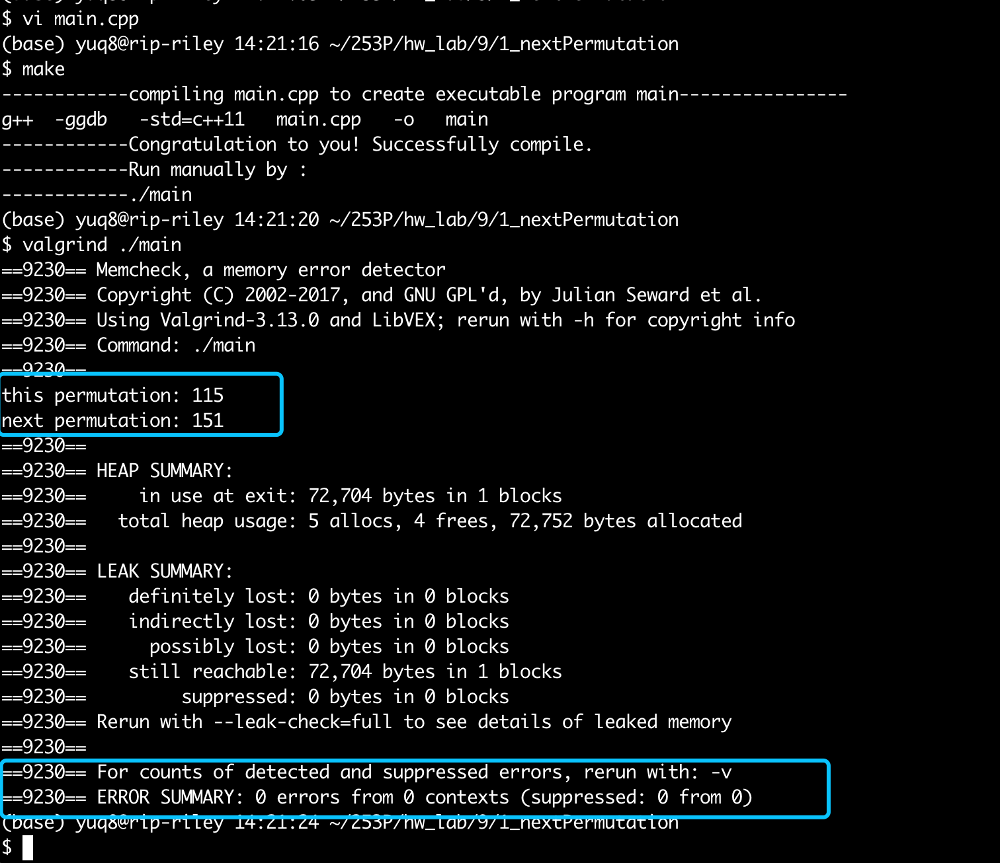 $ vi main.cpp
(base) yuq8@rip-riley 14:21:16 ~/253P/hw_lab/9/1_nextPermutation
$ make
------------compiling main.cpp to create executable program main----------------
g++  -ggdb   -std=c++11   main.cpp   -o   main
------------Congratulation to you! Successfully compile.
------------Run manually by :
------------./main
(base) yuq8@rip-riley 14:21:20 ~/253P/hw_lab/9/1_nextPermutation
$ valgrind ./main
==9230== Memcheck, a memory error detector
==9230== Copyright (C) 2002-2017, and GNU GPL'd, by Julian Seward et al.
==9230== Using Valgrind-3.13.0 and LibVEX; rerun with -h for copyright info
==9230== Command: ./main
==9230==
this permutation: 115
next permutation: 151
==9230==
==9230== HEAP SUMMARY:
==9230==     in use at exit: 72,704 bytes in 1 blocks
==9230==   total heap usage: 5 allocs, 4 frees, 72,752 bytes allocated
==9230==
==9230== LEAK SUMMARY:
==9230==    definitely lost: 0 bytes in 0 blocks
==9230==    indirectly lost: 0 bytes in 0 blocks
==9230==      possibly lost: 0 bytes in 0 blocks
==9230==    still reachable: 72,704 bytes in 1 blocks
==9230==         suppressed: 0 bytes in 0 blocks
==9230== Rerun with --leak-check=full to see details of leaked memory
==9230==
==9230== For counts of detected and suppressed errors, rerun with: -v
==9230== ERROR SUMMARY: 0 errors from 0 contexts (suppressed: 0 from 0)
(base) yuq8@rip-riley 14:21:24 ~/253P/hw_lab/9/1_nextPermutation
$